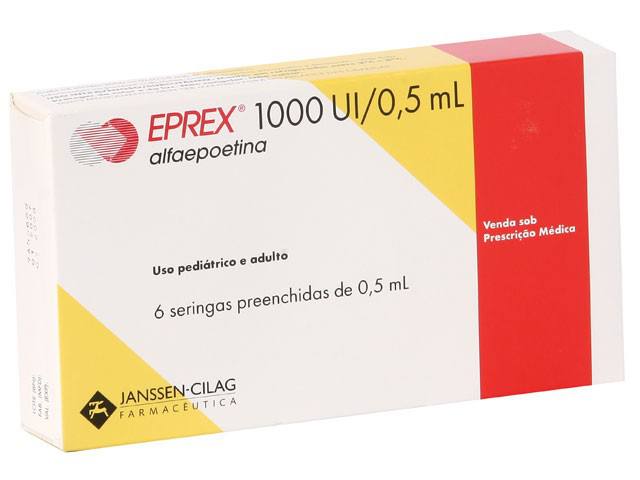 EPREX® 1000 UI/0,5 mL
alfaepoetina
Venda sob
Prescrição Médica
Uso pediátrico e adulto
6 seringas preenchidas de 0,5 mL
JANSSEN-CILAG
FARMACÊUTICA